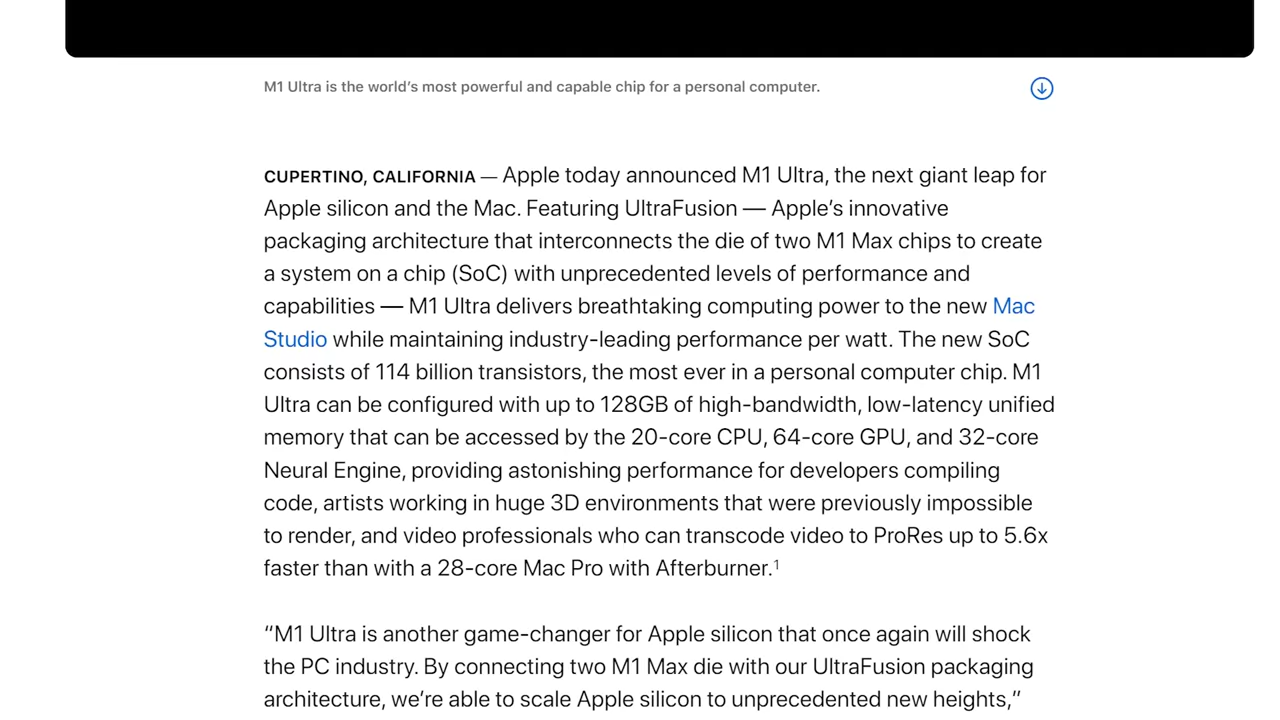 M1 Ultra is the world’s most powerful and capable chip for a personal computer.
CUPERTINO, CALIFORNIA — Apple today announced M1 Ultra, the next giant leap for
Apple silicon and the Mac. Featuring UltraFusion — Apple’s innovative
packaging architecture that interconnects the die of two M1 Max chips to create
a system on a chip (SoC) with unprecedented levels of performance and
capabilities — M1 Ultra delivers breathtaking computing power to the new Mac
Studio while maintaining industry-leading performance per watt. The new SoC
consists of 114 billion transistors, the most ever in a personal computer chip. M1
Ultra can be configured with up to 128GB of high-bandwidth, low-latency unified
memory that can be accessed by the 20-core CPU, 64-core GPU, and 32-core
Neural Engine, providing astonishing performance for developers compiling
code, artists working in huge 3D environments that were previously impossible
to render, and video professionals who can transcode video to ProRes up to 5.6x
faster than with a 28-core Mac Pro with Afterburner.¹
“M1 Ultra is another game-changer for Apple silicon that once again will shock
the PC industry. By connecting two M1 Max die with our UltraFusion packaging
architecture, we’re able to scale Apple silicon to unprecedented new heights,”